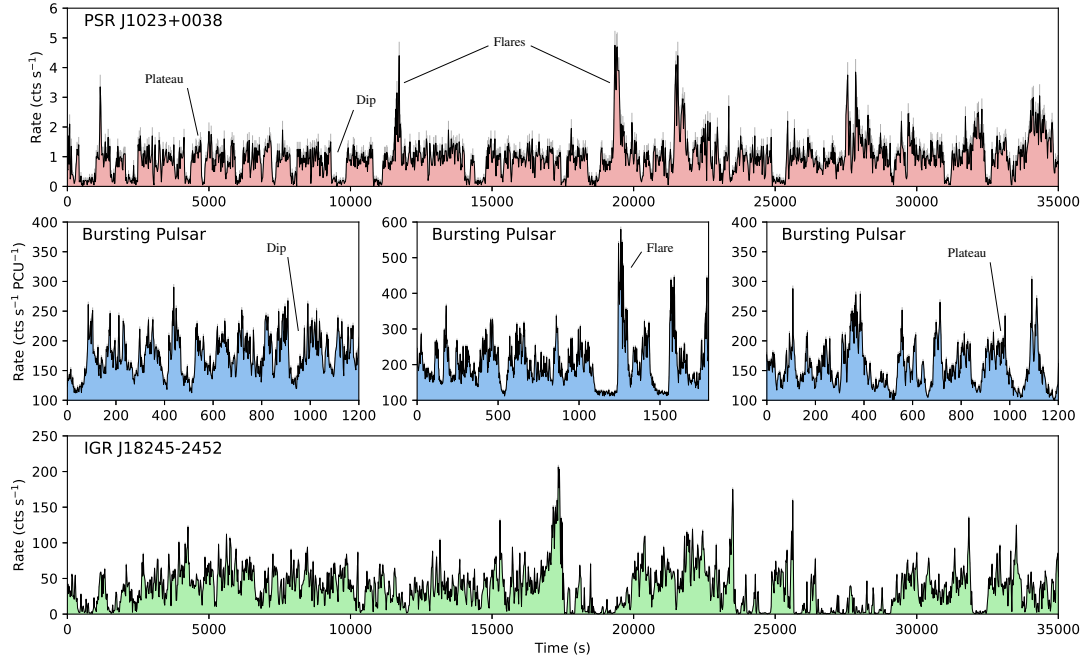 PSR J1023+0038
Plateau
Dip
Flares
Rate (cts s⁻¹)
6
5
4
3
2
1
0
0 5000 10000 15000 20000 25000 30000 35000
Bursting Pulsar
Dip
Rate (cts s⁻¹ PCU⁻¹)
400
350
300
250
200
150
100
0 200 400 600 800 1000 1200
Bursting Pulsar
Flare
600
500
400
300
200
100
0 500 1000 1500
Bursting Pulsar
Plateau
400
350
300
250
200
150
100
0 200 400 600 800 1000 1200
IGR J18245-2452
Rate (cts s⁻¹)
250
200
150
100
50
0
0 5000 10000 15000 20000 25000 30000 35000
Time (s)